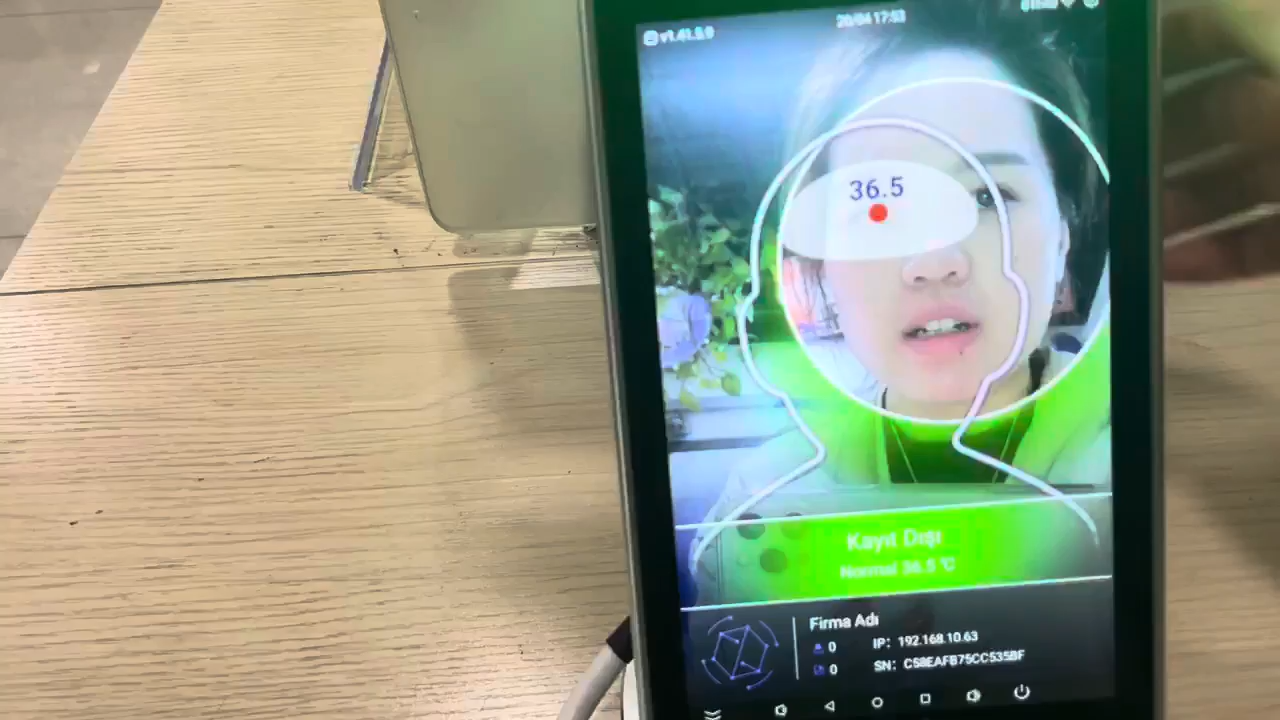 v1.41.5.9
20/04 17:53
36.5
Kayıt Dışı
Normal 36.5 ℃
Firma Adı
0 IP: 192.168.10.63
0 SN: C58EAFB75CC535BF